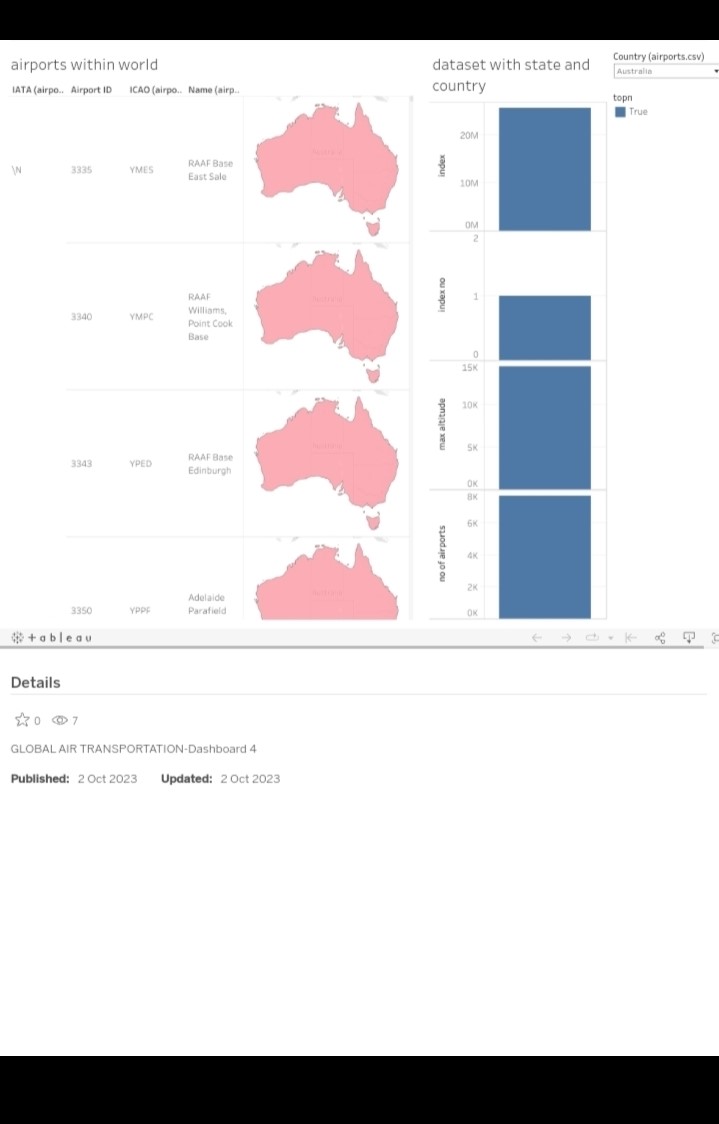 airports within world
IATA (airpo.. Airport ID ICAO (airpo.. Name (airp..
\N 3335 YMES RAAF Base
East Sale
3340 YMPC RAAF
Williams,
Point Cook
Base
3343 YPED RAAF Base
Edinburgh
3350 YPPF Adelaide
Parafield
dataset with state and
country
index
20M
10M
0M
index no
2
1
0
max altitude
15K
10K
5K
0K
no of airports
8K
6K
4K
2K
0K
Country (airports.csv)
Australia
topn
True
+ a b l e a u
Details
0 7
GLOBAL AIR TRANSPORTATION-Dashboard 4
Published: 2 Oct 2023 Updated: 2 Oct 2023